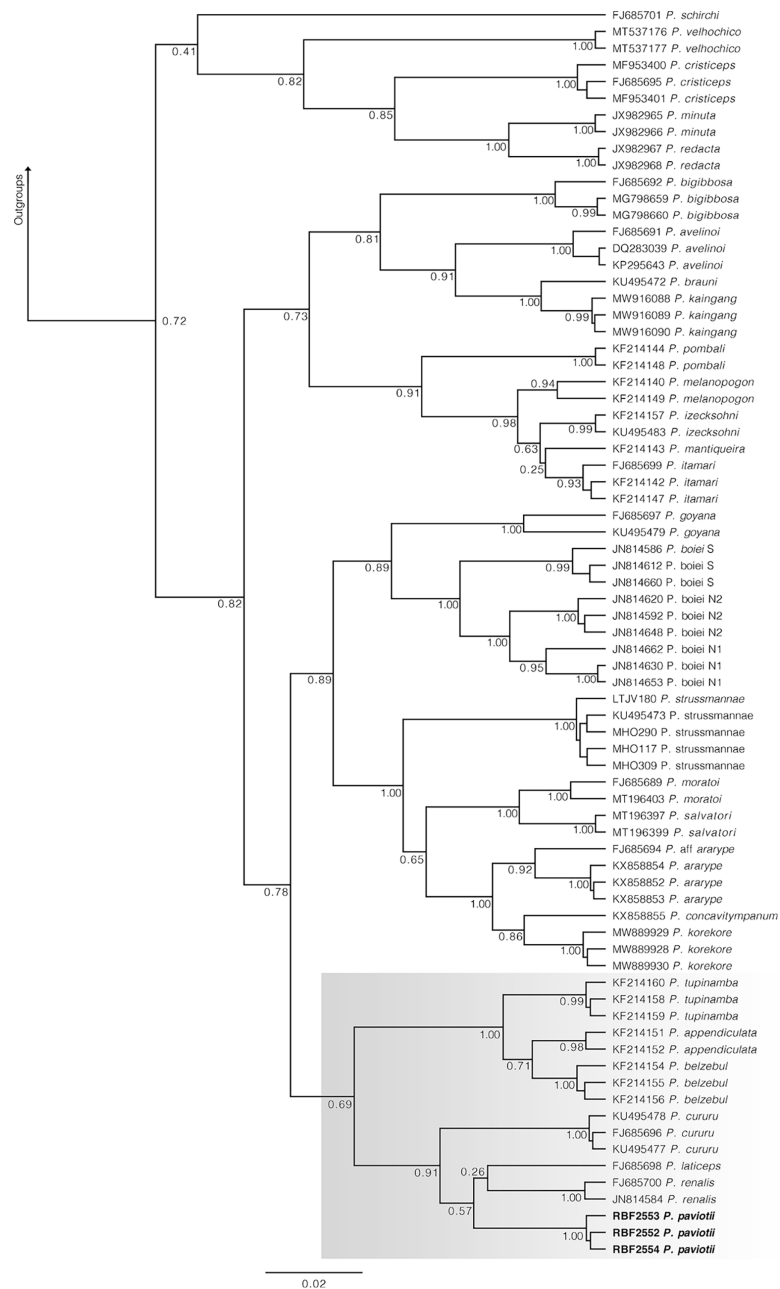 FJ685701 P. schirchi
MT537176 P. velhochico
1.00
MT537177 P. velhochico
0.41
MF953400 P. cristiceps
0.82
FJ685695 P. cristiceps
1.00
MF953401 P. cristiceps
0.85
JX982965 P. minuta
1.00
JX982966 P. minuta
1.00
JX982967 P. redacta
1.00
JX982968 P. redacta
Outgroups
FJ685692 P. bigibbosa
1.00
MG798659 P. bigibbosa
0.99
MG798660 P. bigibbosa
0.81
FJ685691 P. avelinoi
1.00
DQ283039 P. avelinoi
KP295643 P. avelinoi
0.91
KU495472 P. brauni
1.00
MW916088 P. kaingang
0.73
0.99
MW916089 P. kaingang
0.72
MW916090 P. kaingang
KF214144 P. pombali
1.00
KF214148 P. pombali
0.91
0.94
KF214140 P. melanopogon
KF214149 P. melanopogon
0.98
KF214157 P. izecksohni
0.99
KU495483 P. izecksohni
0.63
KF214143 P. mantiqueira
0.25
FJ685699 P. itamari
0.93
KF214142 P. itamari
KF214147 P. itamari
FJ685697 P. goyana
1.00
KU495479 P. goyana
0.89
JN814586 P. boiei S
0.99
JN814612 P. boiei S
JN814660 P. boiei S
0.82
1.00
JN814620 P. boiei N2
1.00
JN814592 P. boiei N2
JN814648 P. boiei N2
1.00
JN814662 P. boiei N1
0.95
JN814630 P. boiei N1
1.00
JN814653 P. boiei N1
0.89
LTJV180 P. strussmannae
KU495473 P. strussmannae
1.00
MHO290 P. strussmannae
MHO117 P. strussmannae
MHO309 P. strussmannae
FJ685689 P. moratoi
1.00
MT196403 P. moratoi
1.00
1.00
MT196397 P. salvatori
1.00
MT196399 P. salvatori
0.65
FJ685694 P. aff ararype
0.92
KX858854 P. ararype
1.00
KX858852 P. ararype
0.78
1.00
KX858853 P. ararype
KX858855 P. concavitympanum
0.86
MW889929 P. korekore
1.00
MW889928 P. korekore
MW889930 P. korekore
KF214160 P. tupinamba
0.99
KF214158 P. tupinamba
KF214159 P. tupinamba
1.00
KF214151 P. appendiculata
0.98
KF214152 P. appendiculata
0.71
KF214154 P. belzebul
1.00
KF214155 P. belzebul
KF214156 P. belzebul
0.69
KU495478 P. cururu
1.00
FJ685696 P. cururu
KU495477 P. cururu
0.91
0.26
FJ685698 P. laticeps
FJ685700 P. renalis
1.00
JN814584 P. renalis
0.57
RBF2553 P. paviotii
1.00
RBF2552 P. paviotii
RBF2554 P. paviotii
0.02